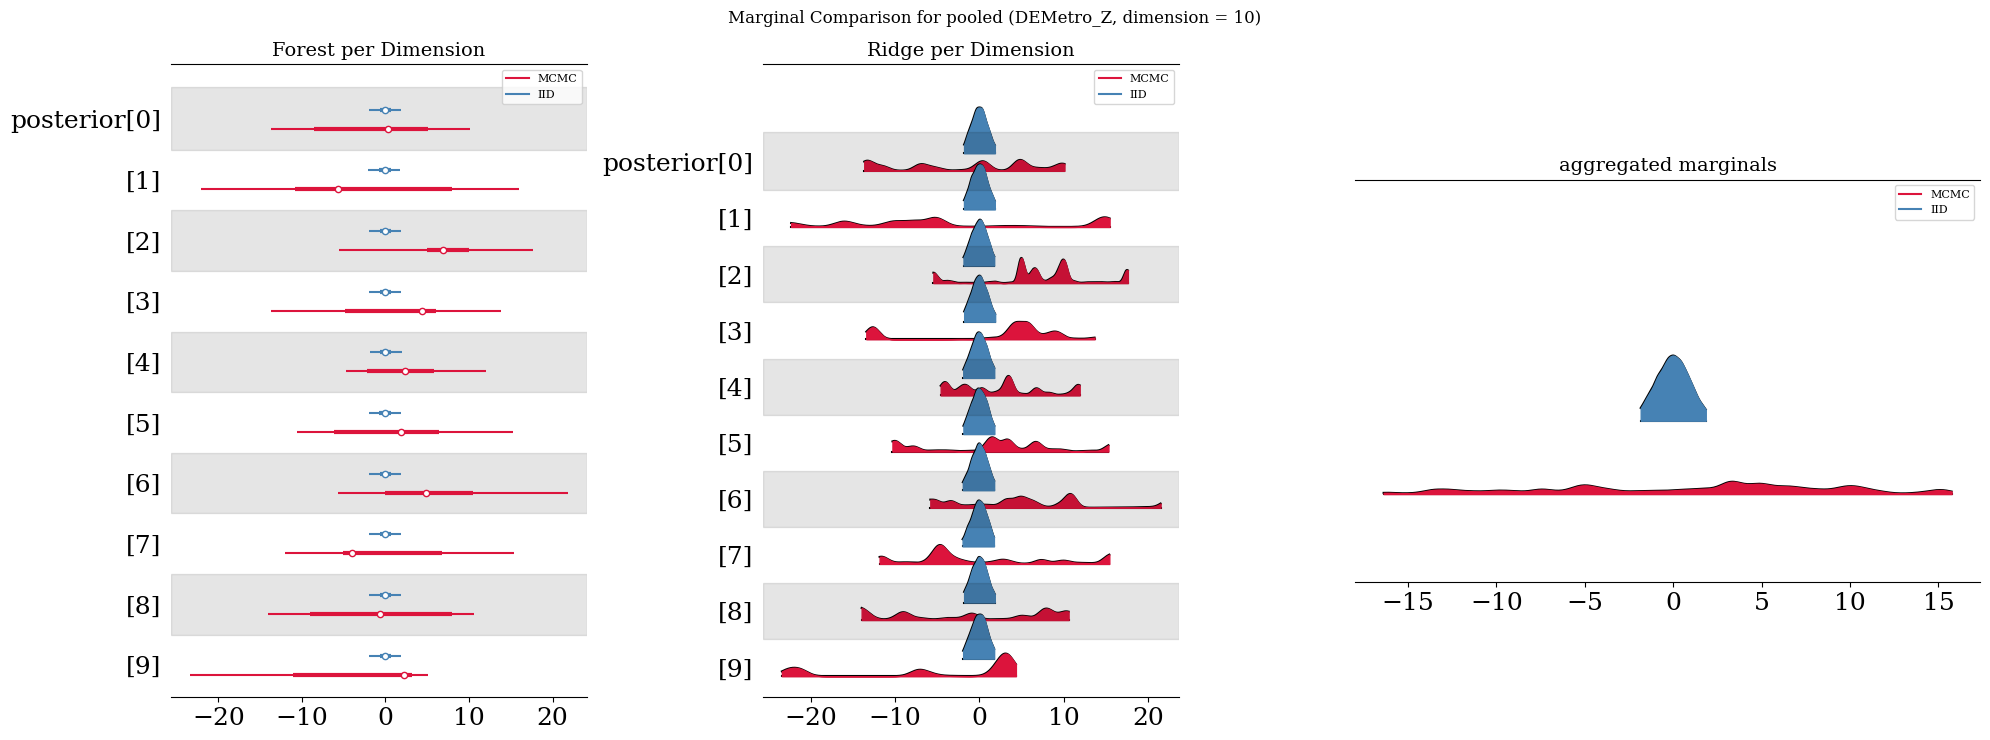 Marginal Comparison for pooled (DEMetro_Z, dimension = 10)
Forest per Dimension
MCMC
IID
posterior[0]
[1]
[2]
[3]
[4]
[5]
[6]
[7]
[8]
[9]
−20 −10 0 10 20
Ridge per Dimension
MCMC
IID
posterior[0]
[1]
[2]
[3]
[4]
[5]
[6]
[7]
[8]
[9]
−20 −10 0 10 20
aggregated marginals
MCMC
IID
−15 −10 −5 0 5 10 15